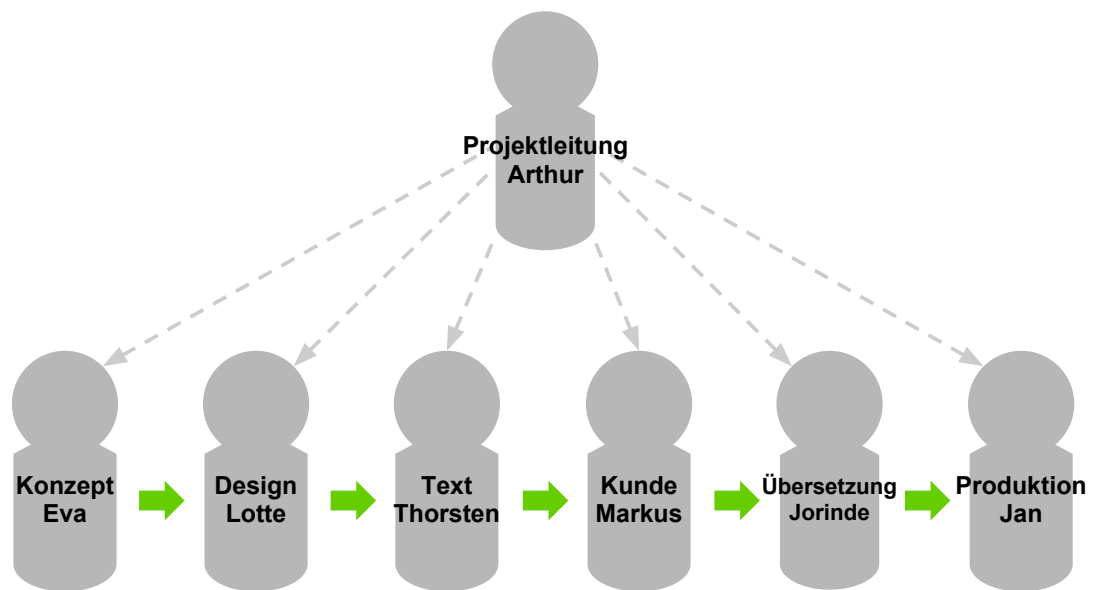 Projektleitung
Arthur
Konzept
Eva
Design
Lotte
Text
Thorsten
Kunde
Markus
Übersetzung
Jorinde
Produktion
Jan